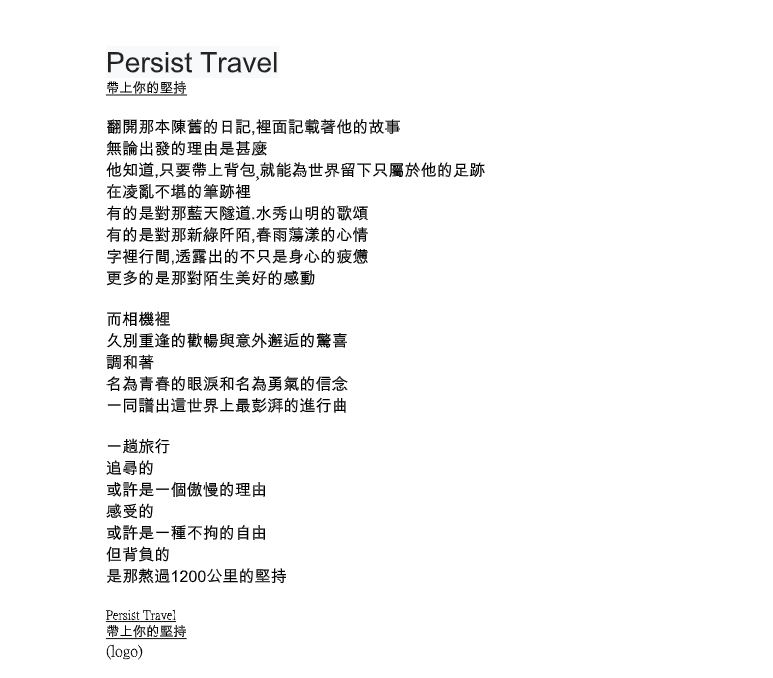 Persist Travel
帶上你的堅持
翻開那本陳舊的日記,裡面記載著他的故事
無論出發的理由是甚麼
他知道,只要帶上背包,就能為世界留下只屬於他的足跡
在凌亂不堪的筆跡裡
有的是對那藍天隧道.水秀山明的歌頌
有的是對那新綠阡陌,春雨蕩漾的心情
字裡行間,透露出的不只是身心的疲憊
更多的是那對陌生美好的感動
而相機裡
久別重逢的歡暢與意外邂逅的驚喜
調和著
名為青春的眼淚和名為勇氣的信念
一同譜出這世界上最彭湃的進行曲
一趟旅行
追尋的
或許是一個傲慢的理由
感受的
或許是一種不拘的自由
但背負的
是那熬過1200公里的堅持
Persist Travel
帶上你的堅持
(logo)